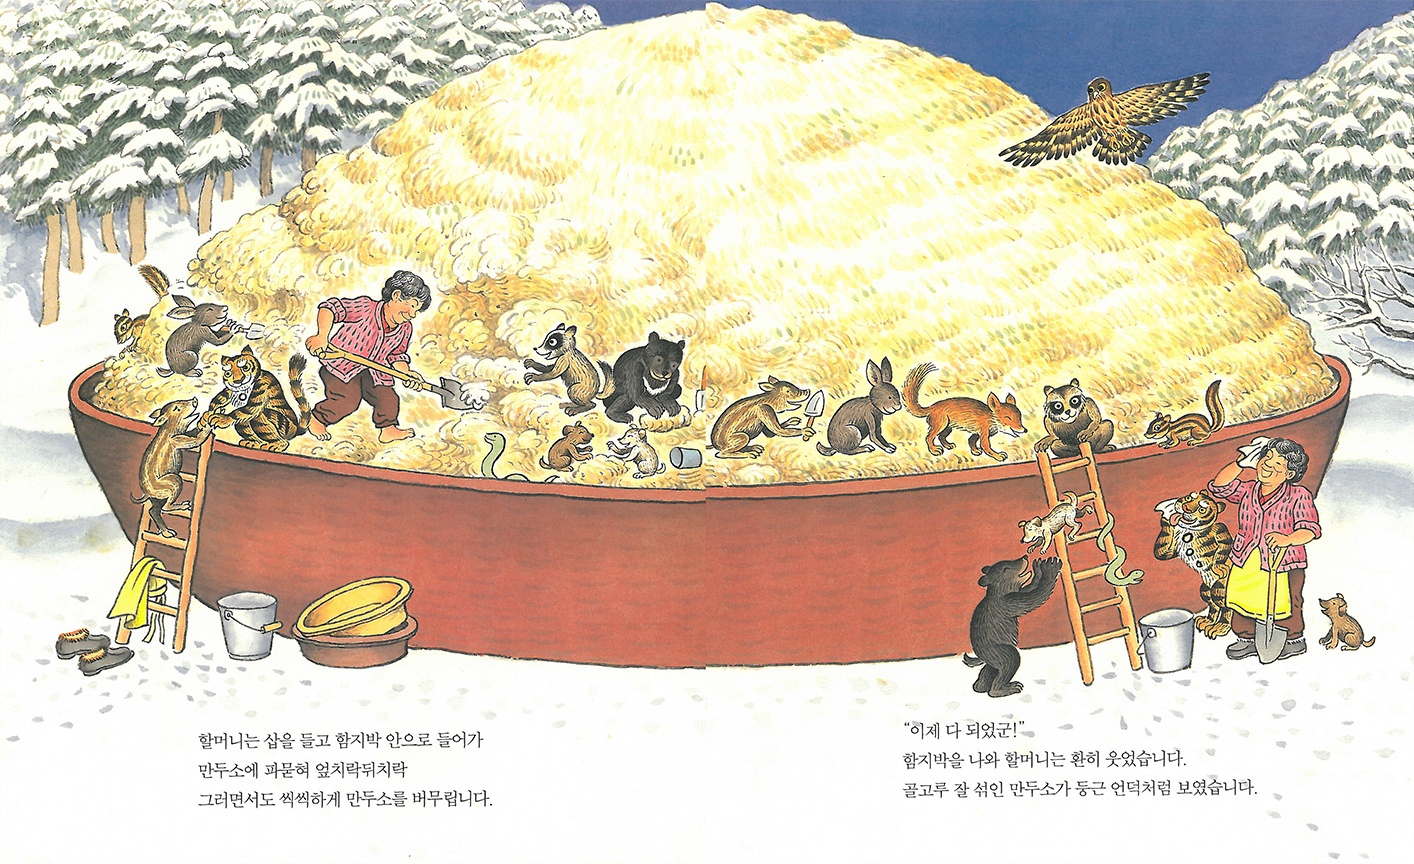 할머니는 삽을 들고 함지박 안으로 들어가
만두소에 파묻혀 엎치락뒤치락
그러면서도 씩씩하게 만두소를 버무립니다.
“이제 다 되었군!”
함지박을 나와 할머니는 환히 웃었습니다.
골고루 잘 섞인 만두소가 둥근 언덕처럼 보였습니다.